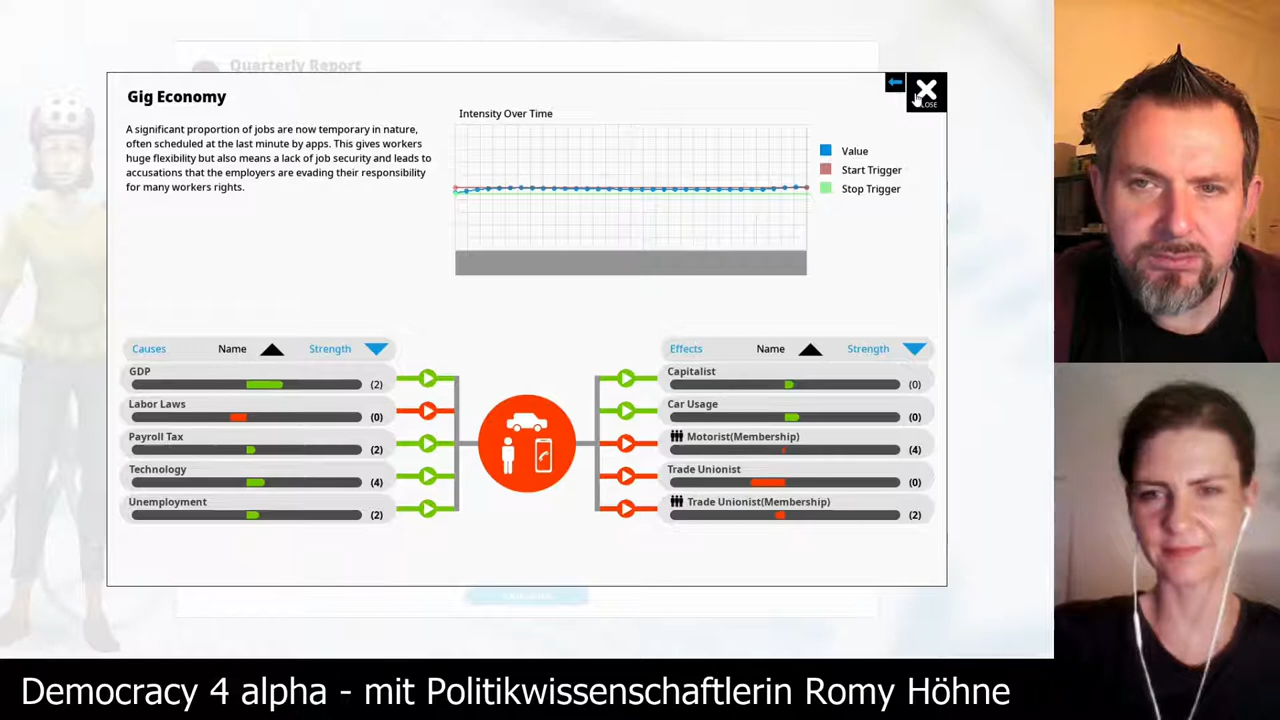 Quarterly Report
Gig Economy
CLOSE
A significant proportion of jobs are now temporary in nature,
often scheduled at the last minute by apps. This gives workers
huge flexibility but also means a lack of job security and leads to
accusations that the employers are evading their responsibility
for many workers rights.
Intensity Over Time
Value
Start Trigger
Stop Trigger
Causes Name Strength
GDP
(2)
Labor Laws
(0)
Payroll Tax
(2)
Technology
(4)
Unemployment
(2)
Effects Name Strength
Capitalist
(0)
Car Usage
(0)
Motorist(Membership)
(4)
Trade Unionist
(0)
Trade Unionist(Membership)
(2)
Democracy 4 alpha - mit Politikwissenschaftlerin Romy Höhne